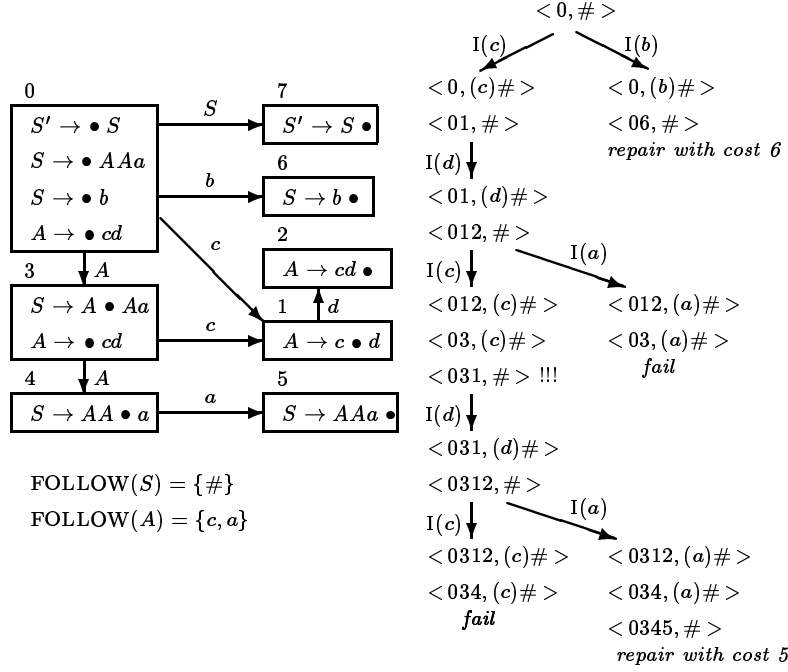 0
S′ → • S
S → • AAa
S → • b
A → • cd
S
7
S′ → S •
b
6
S → b •
c
2
A → cd •
A
d
3
S → A • Aa
A → • cd
c
1
A → c • d
A
4
S → AA • a
a
5
S → AAa •
FOLLOW(S) = {#}
FOLLOW(A) = {c, a}
< 0, # >
I(c)
I(b)
< 0, (c)# >
< 0, (b)# >
< 01, # >
< 06, # >
repair with cost 6
I(d)
< 01, (d)# >
< 012, # >
I(c)
I(a)
< 012, (c)# >
< 012, (a)# >
< 03, (c)# >
< 03, (a)# >
fail
< 031, # > !!!
I(d)
< 031, (d)# >
< 0312, # >
I(c)
I(a)
< 0312, (c)# >
< 0312, (a)# >
< 034, (c)# >
< 034, (a)# >
fail
< 0345, # >
repair with cost 5